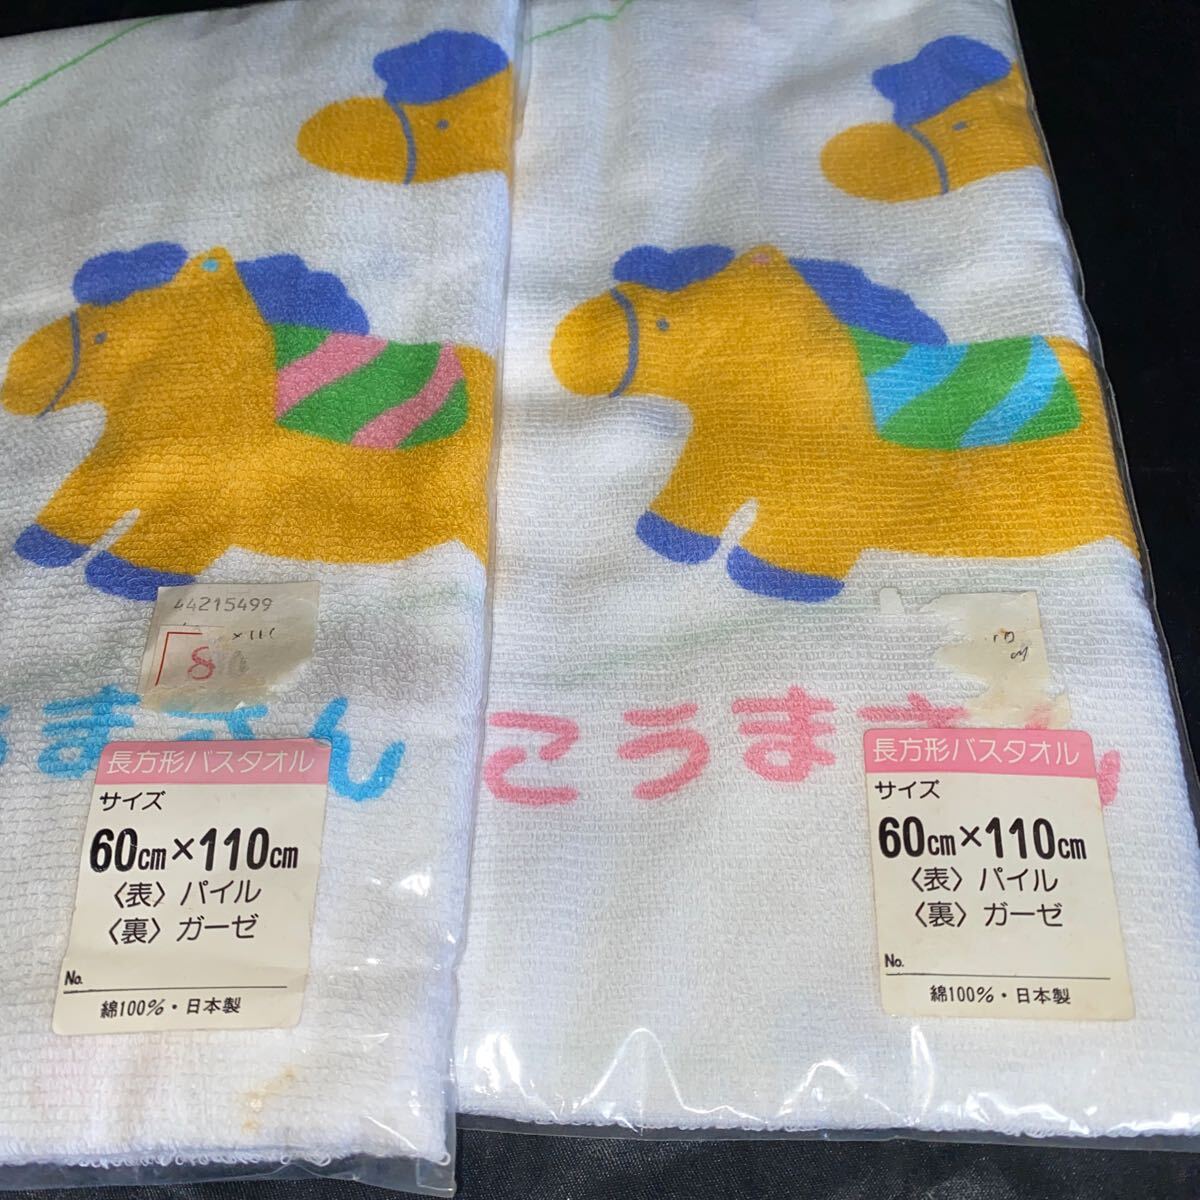 44215499
×111
8
うまさん
長方形バスタオル
サイズ
60cm×110cm
〈表〉パイル
〈裏〉ガーゼ
No.
綿100%・日本製
こうまさん
長方形バスタオル
サイズ
60cm×110cm
〈表〉パイル
〈裏〉ガーゼ
No.
綿100%・日本製